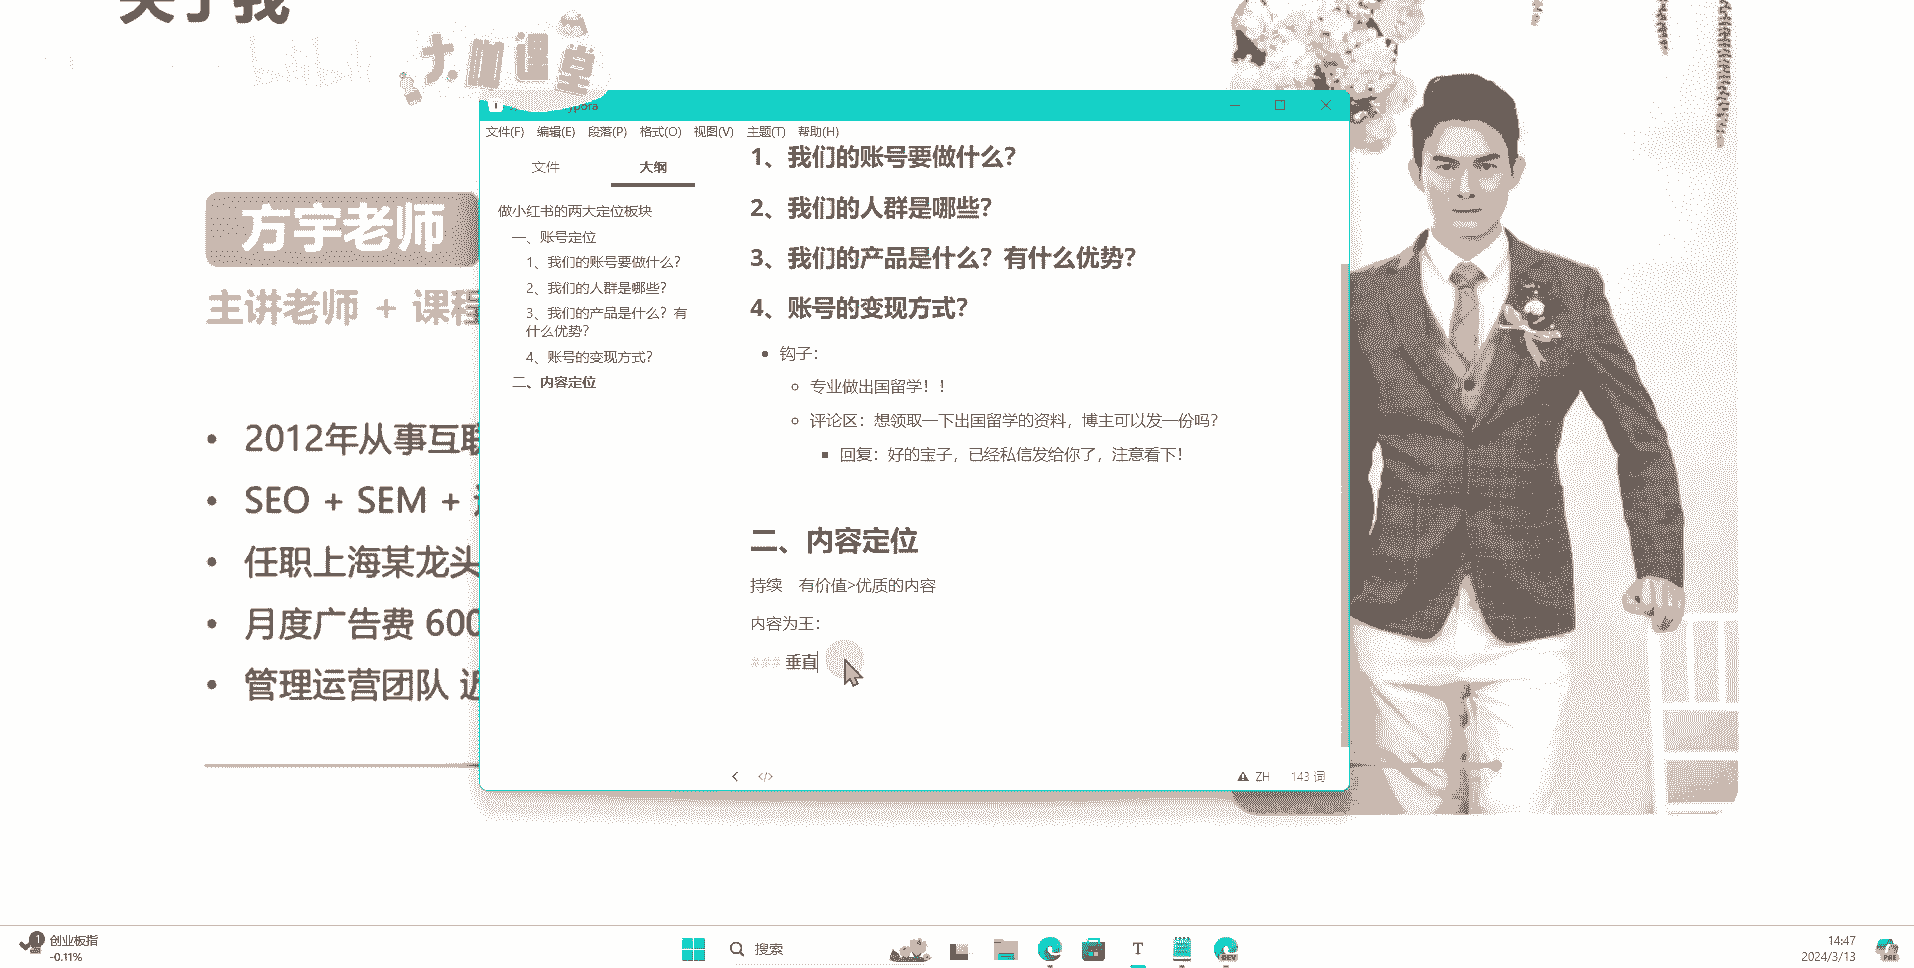 关于我
大咖课堂
方宇老师
主讲老师 + 课程
2012年从事互联
SEO + SEM +
任职上海某龙头
月度广告费 600
管理运营团队 近
文件(F) 编辑(E) 段落(P) 格式(O) 视图(V) 主题(T) 帮助(H)
文件 大纲
做小红书的两大定位板块
一、账号定位
1、我们的账号要做什么？
2、我们的人群是哪些？
3、我们的产品是什么？有
什么优势？
4、账号的变现方式？
二、内容定位
1、我们的账号要做什么？
2、我们的人群是哪些？
3、我们的产品是什么？有什么优势？
4、账号的变现方式？
钩子：
专业做出国留学！！
评论区：想领取一下出国留学的资料，博主可以发一份吗？
回复：好的宝子，已经私信发给你了，注意看下！
二、内容定位
持续 有价值>优质的内容
内容为王：
### 垂直
</> ZH 143 词
1 创业板指
-0.11%
搜索
T
DEV
14:47
2024/3/13
PRE